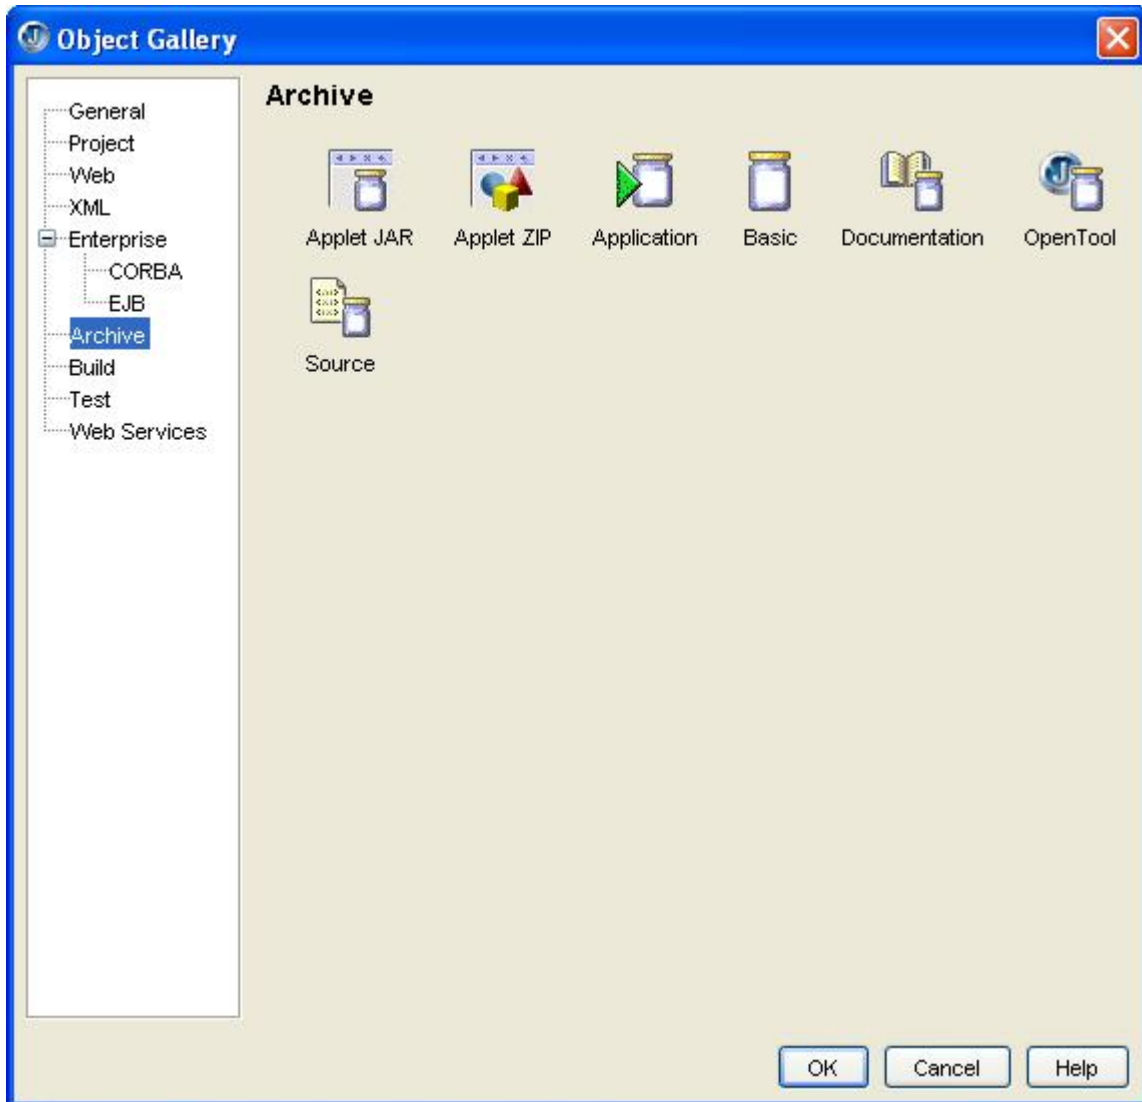 Object Gallery
General
Project
Web
XML
Enterprise
CORBA
EJB
Archive
Build
Test
Web Services
Archive
Applet JAR Applet ZIP Application Basic Documentation OpenTool
Source
OK Cancel Help